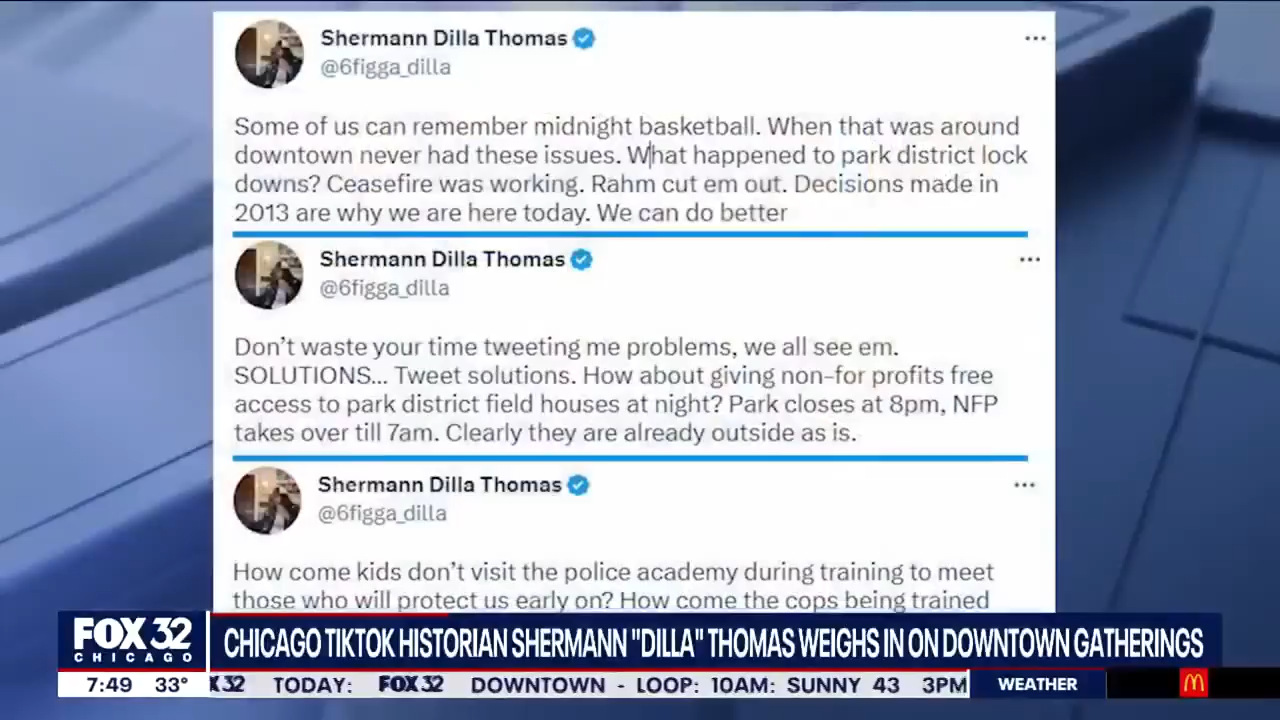 Shermann Dilla Thomas
@6figga_dilla
Some of us can remember midnight basketball. When that was around
downtown never had these issues. What happened to park district lock
downs? Ceasefire was working. Rahm cut em out. Decisions made in
2013 are why we are here today. We can do better
Shermann Dilla Thomas
@6figga_dilla
Don't waste your time tweeting me problems, we all see em.
SOLUTIONS... Tweet solutions. How about giving non-for profits free
access to park district field houses at night? Park closes at 8pm, NFP
takes over till 7am. Clearly they are already outside as is.
Shermann Dilla Thomas
@6figga_dilla
How come kids don't visit the police academy during training to meet
those who will protect us early on? How come the cops being trained
FOX 32
CHICAGO
CHICAGO TIKTOK HISTORIAN SHERMANN "DILLA" THOMAS WEIGHS IN ON DOWNTOWN GATHERINGS
7:49 33° X32 TODAY: FOX32 DOWNTOWN - LOOP: 10AM: SUNNY 43 3PM WEATHER